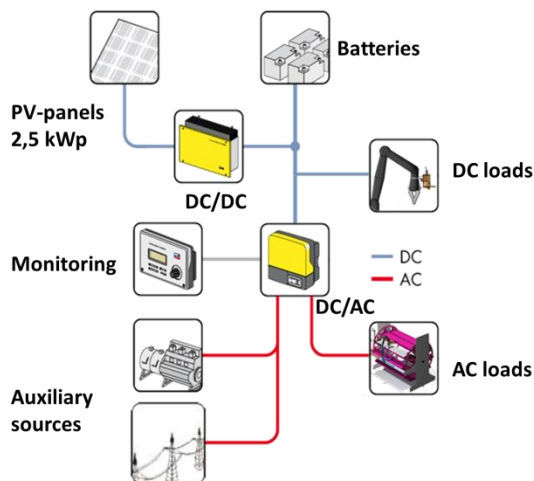 Batteries
PV-panels
2,5 kWp
DC/DC
DC loads
Monitoring
DC
AC
DC/AC
AC loads
Auxiliary
sources